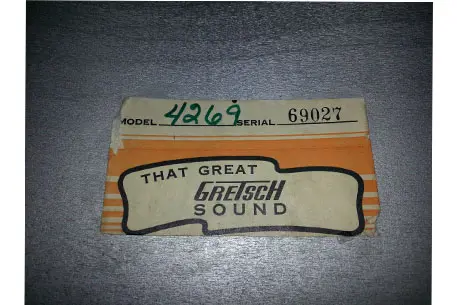 MODEL 4269 SERIAL 69027
THAT GREAT
GRETSCH
SOUND